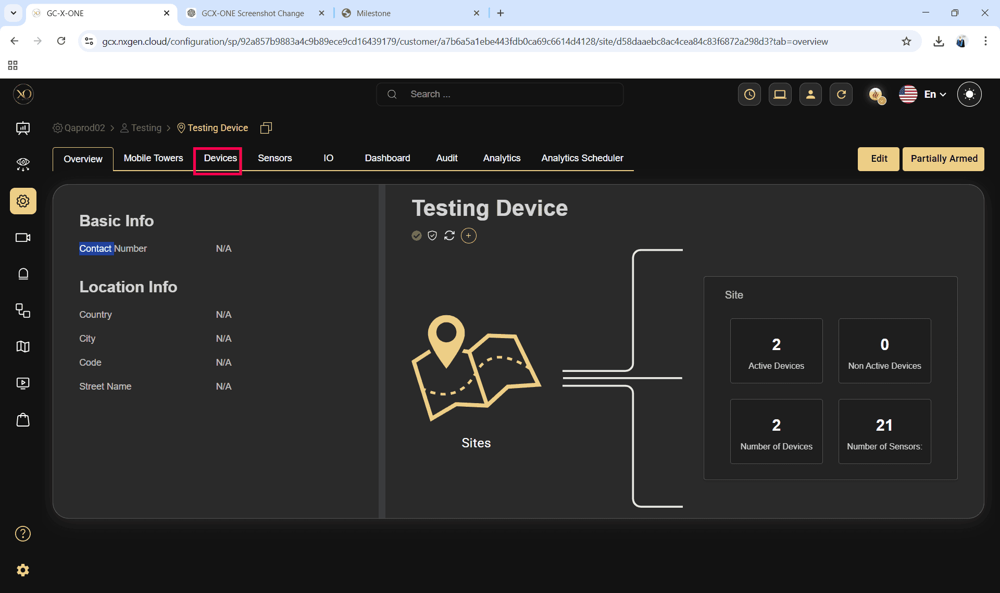 GC-X-ONE
GCX-ONE Screenshot Change
Milestone
gcx.nxgen.cloud/configuration/sp/92a857b9883a4c9b89ece9cd16439179/customer/a7b6a5a1ebe443fdb0ca69c6614d4128/site/d58daaebc8ac4cea84c83f6872a298d3?tab=overview
XO
Search ...
En
Qaprod02 > Testing > Testing Device
Overview
Mobile Towers
Devices
Sensors
IO
Dashboard
Audit
Analytics
Analytics Scheduler
Edit
Partially Armed
Basic Info
Contact Number N/A
Location Info
Country N/A
City N/A
Code N/A
Street Name N/A
Testing Device
Sites
Site
2
Active Devices
0
Non Active Devices
2
Number of Devices
21
Number of Sensors: